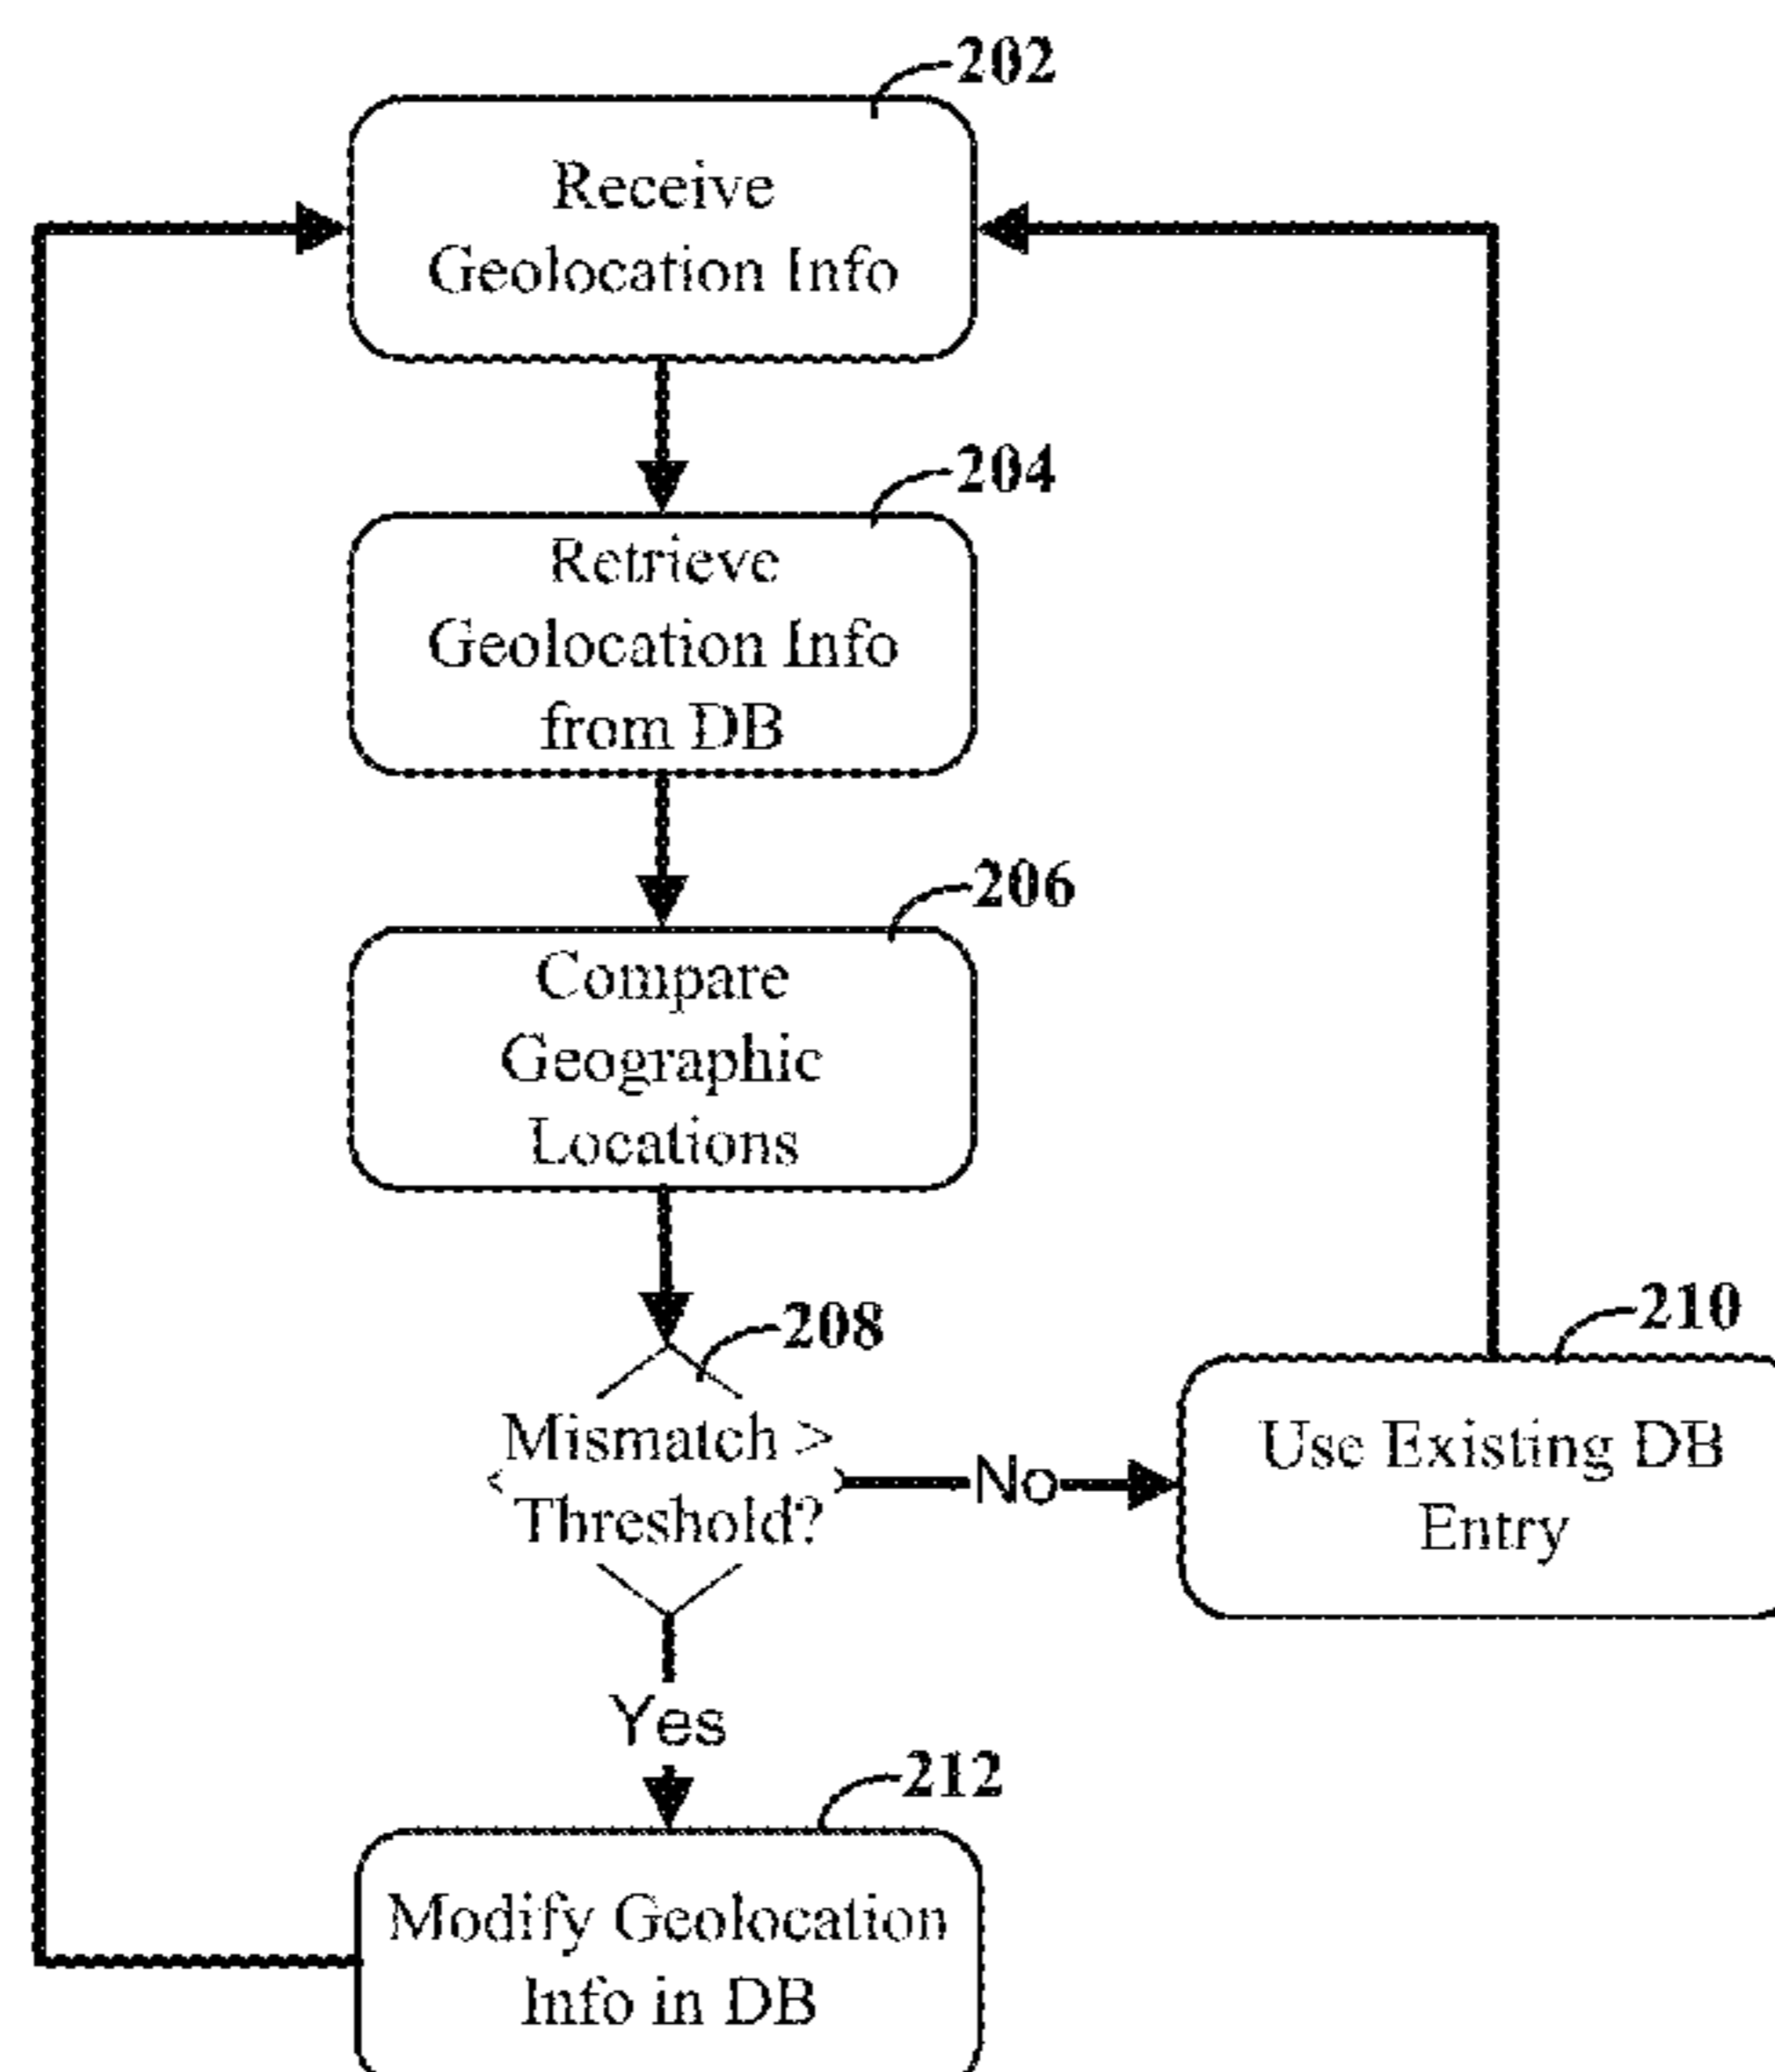 202
Receive
Geolocation Info
204
Retrieve
Geolocation Info
from DB
206
Compare
Geographic
Locations
208
Mismatch >
Threshold?
No
210
Use Existing DB
Entry
Yes
212
Modify Geolocation
Info in DB